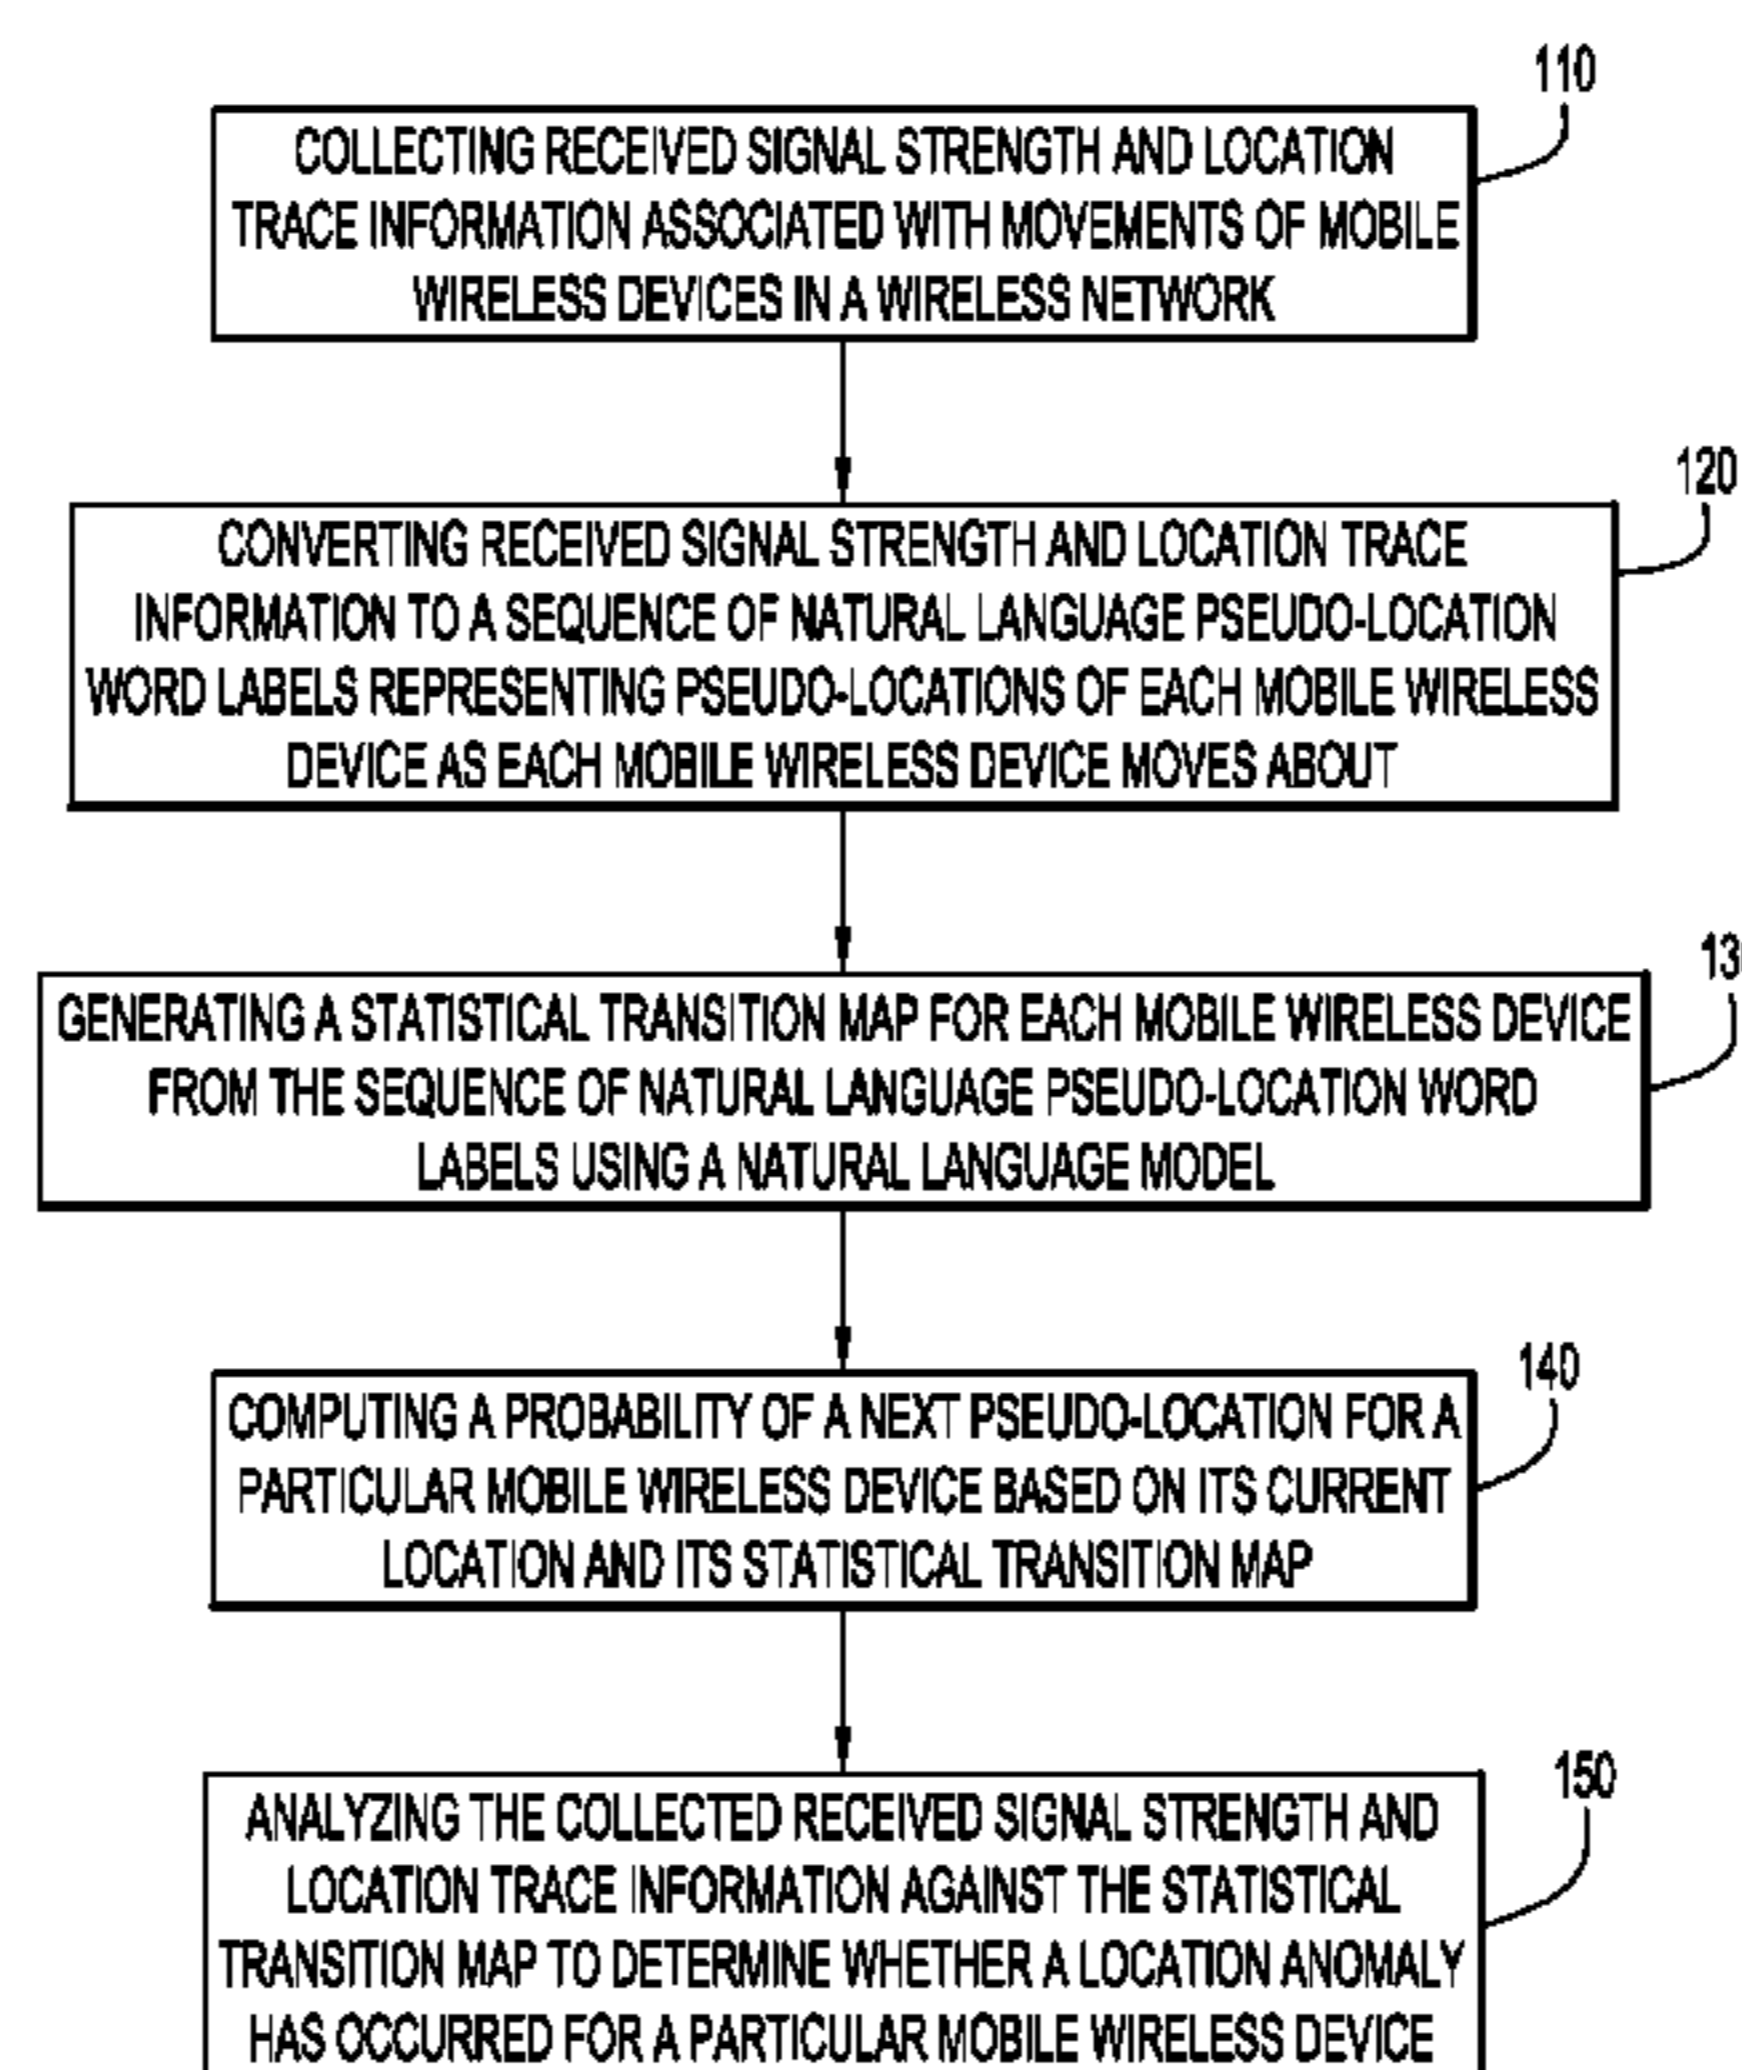 110
COLLECTING RECEIVED SIGNAL STRENGTH AND LOCATION
TRACE INFORMATION ASSOCIATED WITH MOVEMENTS OF MOBILE
WIRELESS DEVICES IN A WIRELESS NETWORK
120
CONVERTING RECEIVED SIGNAL STRENGTH AND LOCATION TRACE
INFORMATION TO A SEQUENCE OF NATURAL LANGUAGE PSEUDO-LOCATION
WORD LABELS REPRESENTING PSEUDO-LOCATIONS OF EACH MOBILE WIRELESS
DEVICE AS EACH MOBILE WIRELESS DEVICE MOVES ABOUT
GENERATING A STATISTICAL TRANSITION MAP FOR EACH MOBILE WIRELESS DEVICE
FROM THE SEQUENCE OF NATURAL LANGUAGE PSEUDO-LOCATION WORD
LABELS USING A NATURAL LANGUAGE MODEL
140
COMPUTING A PROBABILITY OF A NEXT PSEUDO-LOCATION FOR A
PARTICULAR MOBILE WIRELESS DEVICE BASED ON ITS CURRENT
LOCATION AND ITS STATISTICAL TRANSITION MAP
150
ANALYZING THE COLLECTED RECEIVED SIGNAL STRENGTH AND
LOCATION TRACE INFORMATION AGAINST THE STATISTICAL
TRANSITION MAP TO DETERMINE WHETHER A LOCATION ANOMALY
HAS OCCURRED FOR A PARTICULAR MOBILE WIRELESS DEVICE